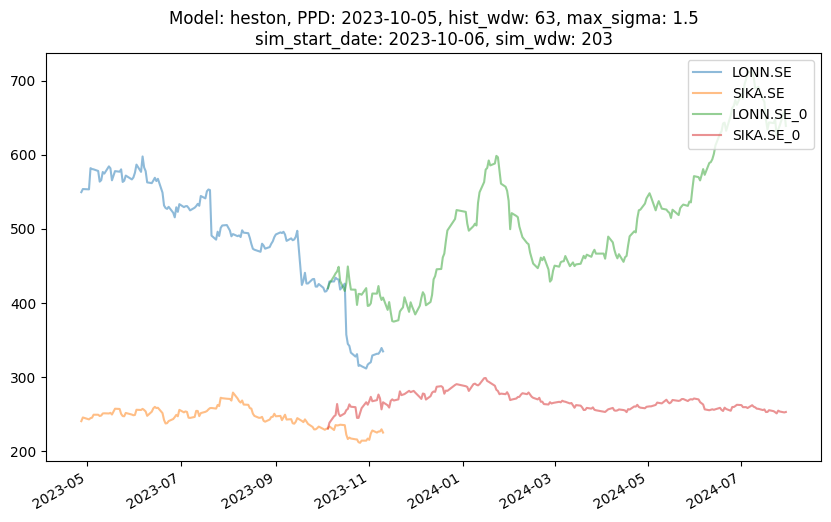 Model: heston, PPD: 2023-10-05, hist_wdw: 63, max_sigma: 1.5
sim_start_date: 2023-10-06, sim_wdw: 203
LONN.SE
SIKA.SE
LONN.SE_0
SIKA.SE_0
700
600
500
400
300
200
2023-05
2023-07
2023-09
2023-11
2024-01
2024-03
2024-05
2024-07